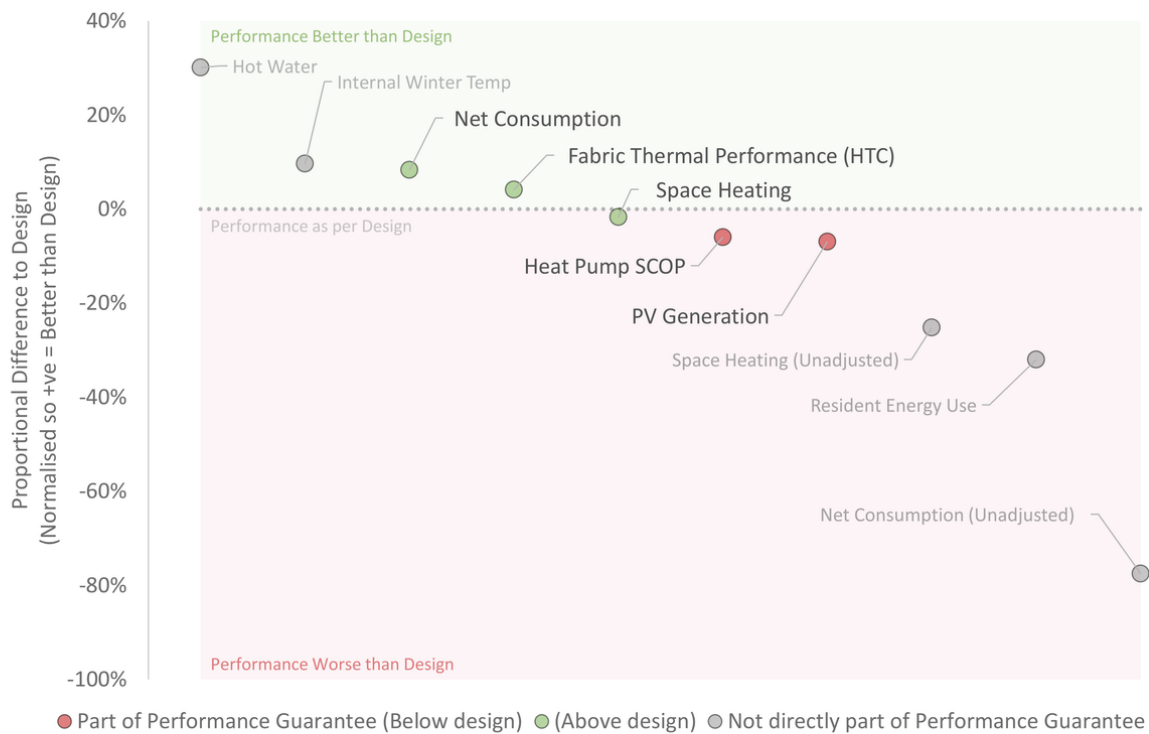 40%
Performance Better than Design
Hot Water
Internal Winter Temp
20%
Net Consumption
Fabric Thermal Performance (HTC)
Space Heating
0%
Performance as per Design
Heat Pump SCOP
-20%
PV Generation
Space Heating (Unadjusted)
-40%
Resident Energy Use
-60%
Net Consumption (Unadjusted)
-80%
Performance Worse than Design
-100%
Proportional Difference to Design
(Normalised so +ve = Better than Design)
Part of Performance Guarantee (Below design) (Above design) Not directly part of Performance Guarantee